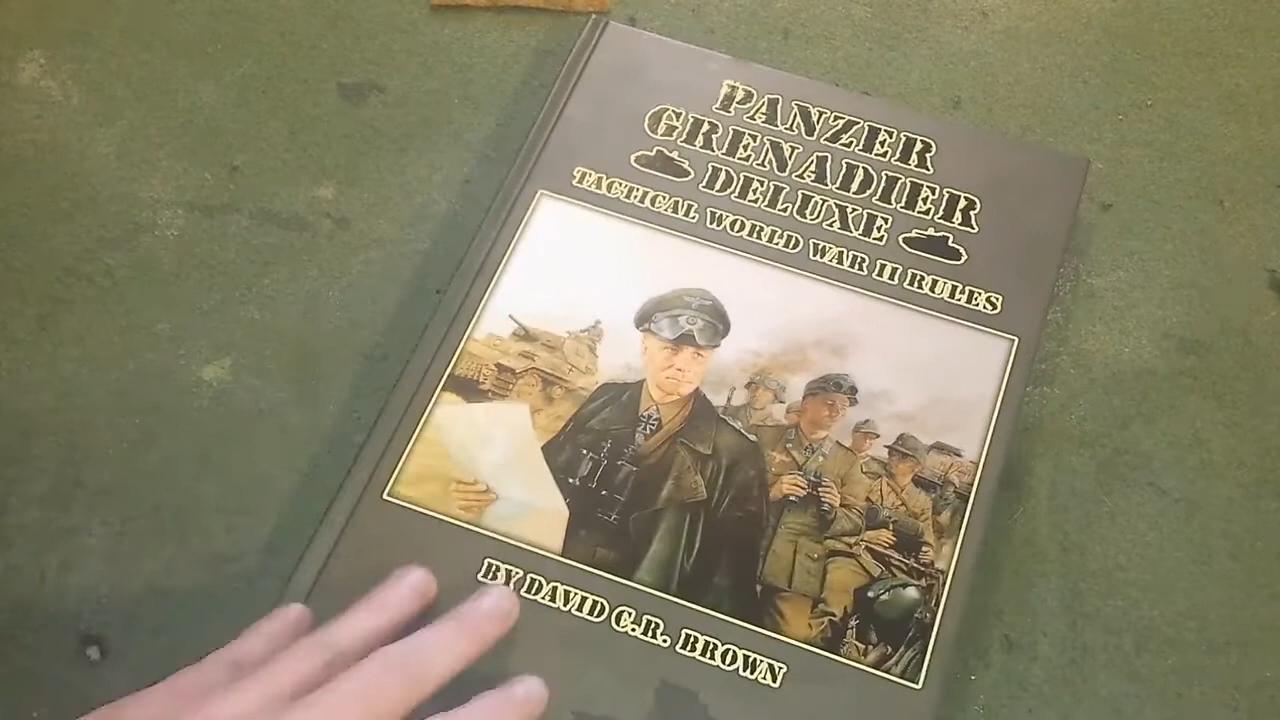 PANZER
GRENADIER
DELUXE
TACTICAL WORLD WAR II RULES
BY DAVID C.R. BROWN